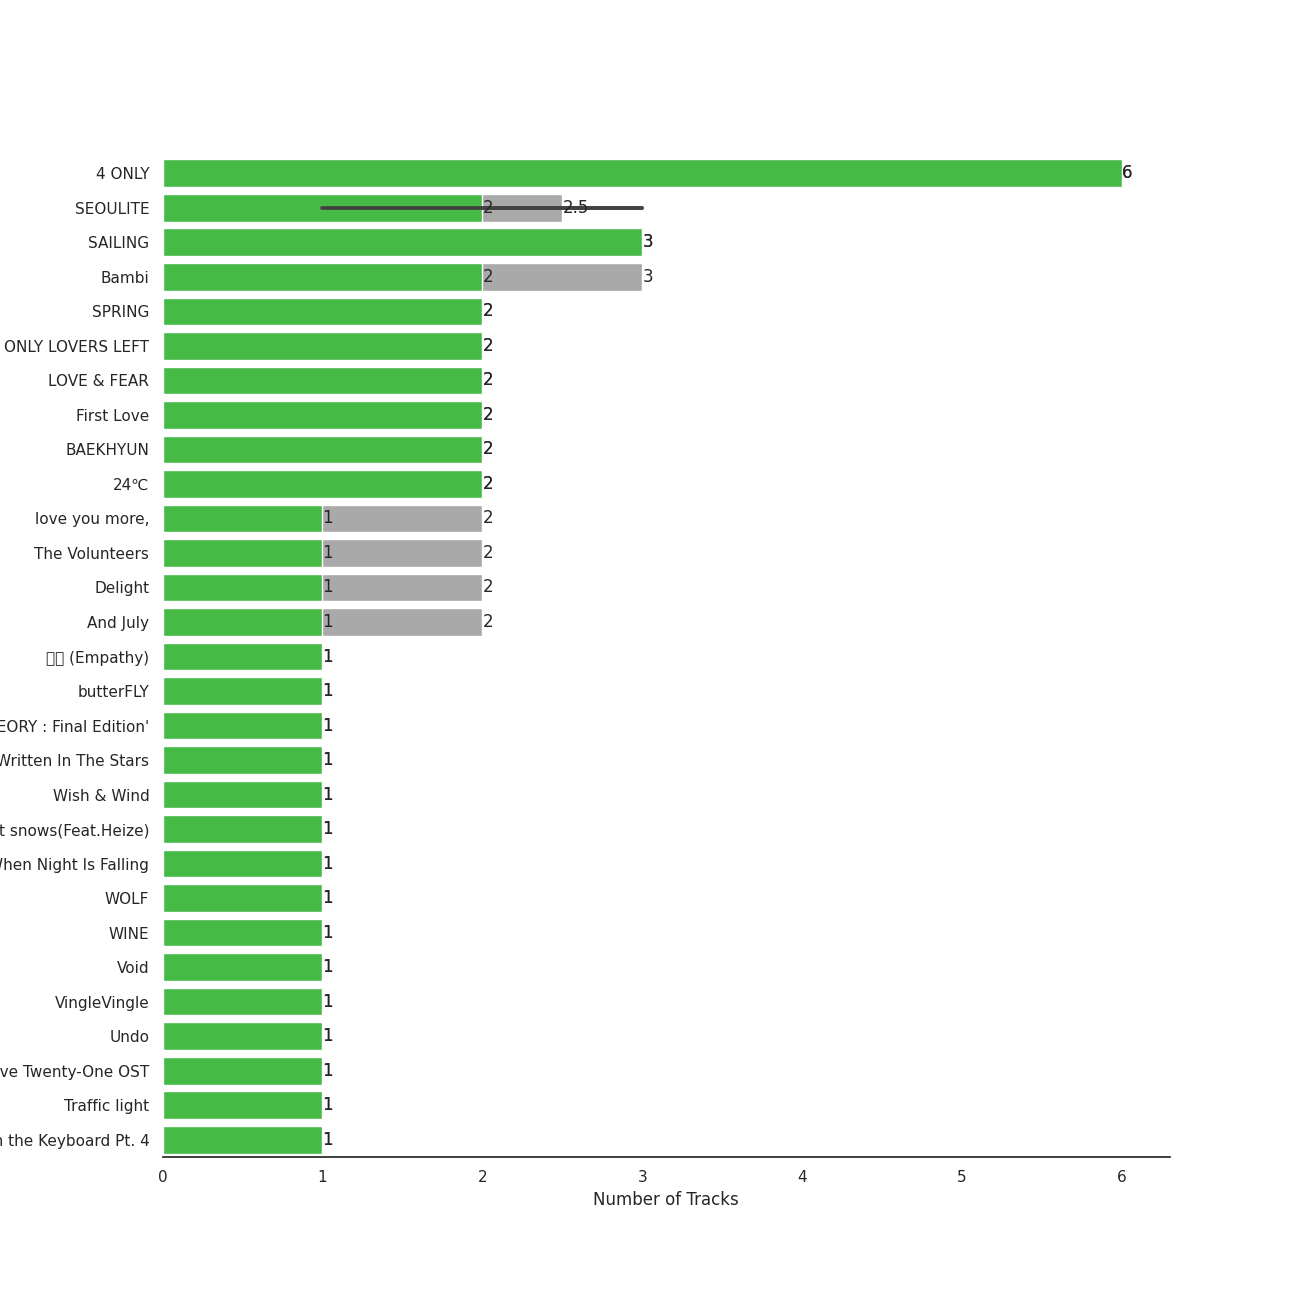 4 ONLY 6
SEOULITE 2 2.5
SAILING 3
Bambi 2 3
SPRING 2
ONLY LOVERS LEFT 2
LOVE & FEAR 2
First Love 2
BAEKHYUN 2
24℃ 2
love you more, 1 2
The Volunteers 1 2
Delight 1 2
And July 1 2
(Empathy) 1
butterFLY 1
EORY : Final Edition' 1
Written In The Stars 1
Wish & Wind 1
t snows(Feat.Heize) 1
When Night Is Falling 1
WOLF 1
WINE 1
Void 1
VingleVingle 1
Undo 1
ve Twenty-One OST 1
Traffic light 1
the Keyboard Pt. 4 1
0 1 2 3 4 5 6
Number of Tracks